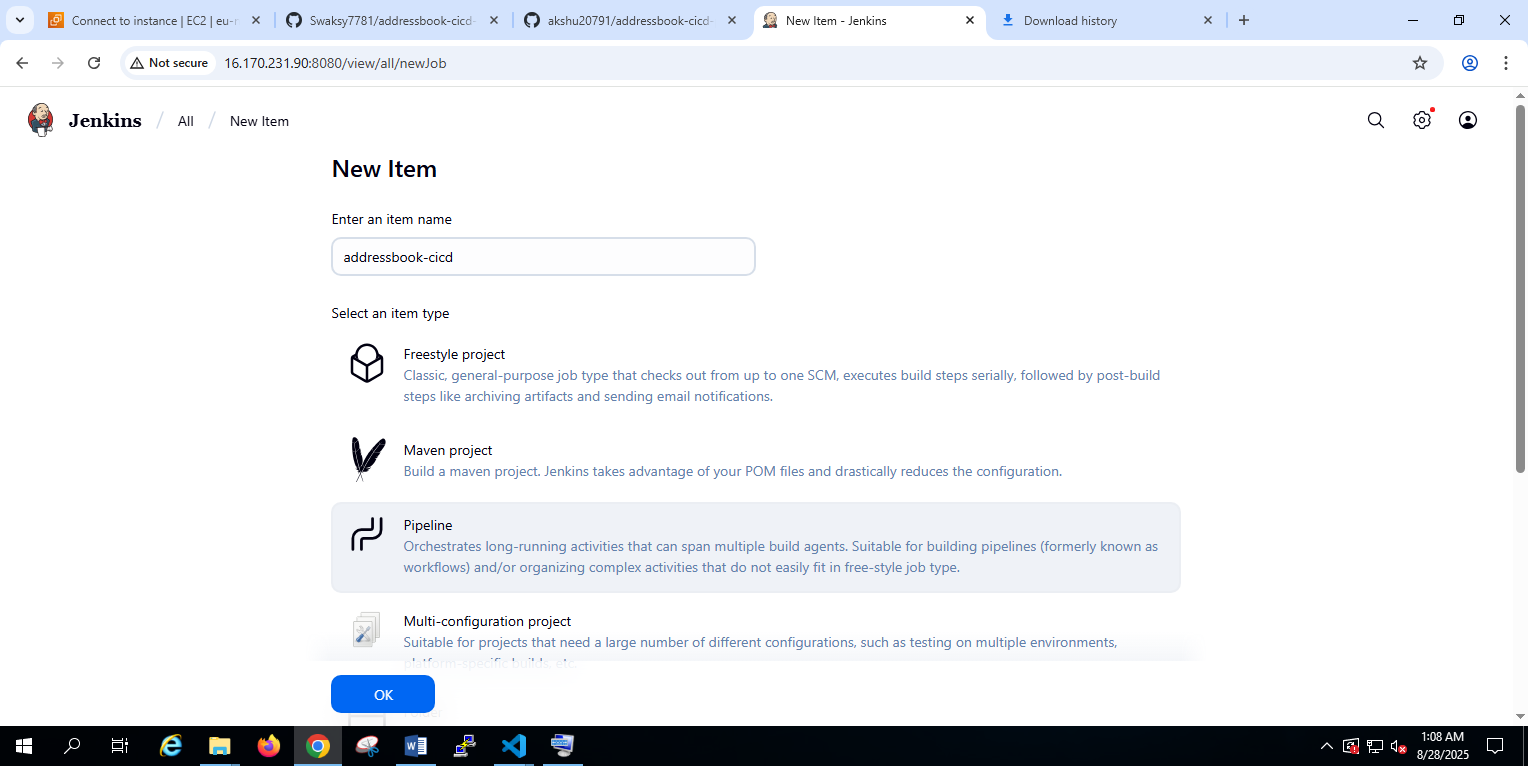 Connect to instance | EC2 | eu-n
Swaksy7781/addressbook-cicd-
akshu20791/addressbook-cicd-
New Item - Jenkins
Download history
Not secure
16.170.231.90:8080/view/all/newJob
Jenkins / All / New Item
New Item
Enter an item name
addressbook-cicd
Select an item type
Freestyle project
Classic, general-purpose job type that checks out from up to one SCM, executes build steps serially, followed by post-build
steps like archiving artifacts and sending email notifications.
Maven project
Build a maven project. Jenkins takes advantage of your POM files and drastically reduces the configuration.
Pipeline
Orchestrates long-running activities that can span multiple build agents. Suitable for building pipelines (formerly known as
workflows) and/or organizing complex activities that do not easily fit in free-style job type.
Multi-configuration project
Suitable for projects that need a large number of different configurations, such as testing on multiple environments,
platform-specific builds, etc.
OK
Folder
1:08 AM
8/28/2025